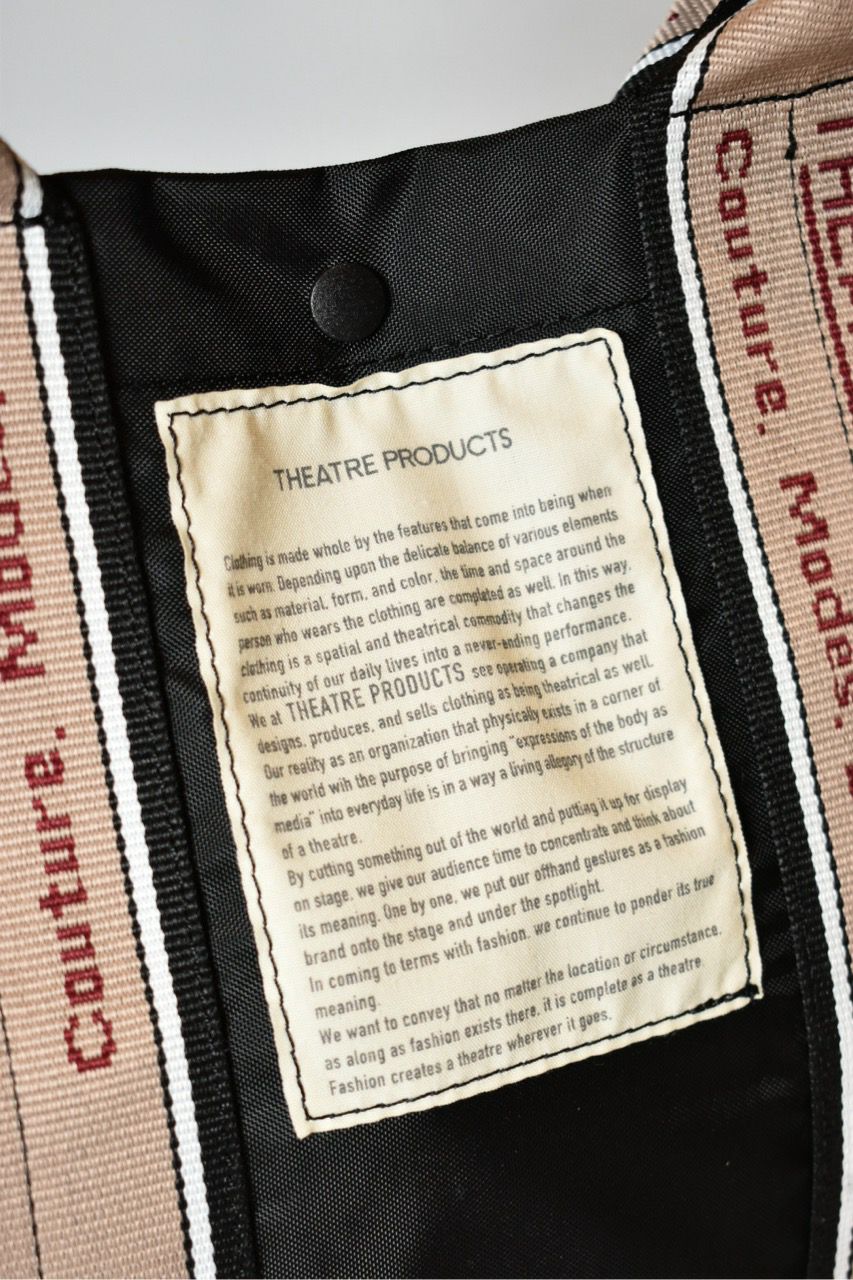 THEATRE PRODUCTS
Clothing is made whole by the features that come into being when
it is worn. Depending upon the delicate balance of various elements
such as material, form, and color, the time and space around the
person who wears the clothing are completed as well. In this way,
clothing is a spatial and theatrical commodity that changes the
continuity of our daily lives into a never-ending performance.
We at THEATRE PRODUCTS see operating a company that
designs, produces, and sells clothing as being theatrical as well.
Our reality as an organization that physically exists in a corner of
the world wih the purpose of bringing "expressions of the body as
media" into everyday life is in a way a living allegory of the structure
of a theatre.
By cutting something out of the world and putting it up for display
on stage, we give our audience time to concentrate and think about
its meaning. One by one, we put our offhand gestures as a fashion
brand onto the stage and under the spotlight.
In coming to terms with fashion, we continue to ponder its true
meaning.
We want to convey that no matter the location or circumstance,
as along as fashion exists there, it is complete as a theatre.
Fashion creates a theatre wherever it goes.
Couture. Modes.
Couture. Modes.